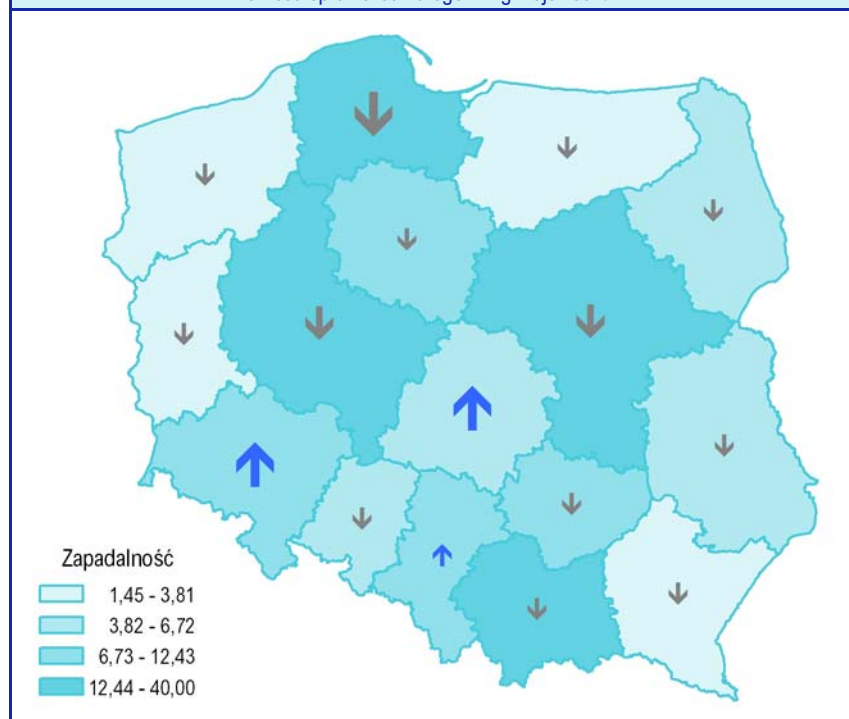 Zapadalność
1,45 - 3,81
3,82 - 6,72
6,73 - 12,43
12,44 - 40,00